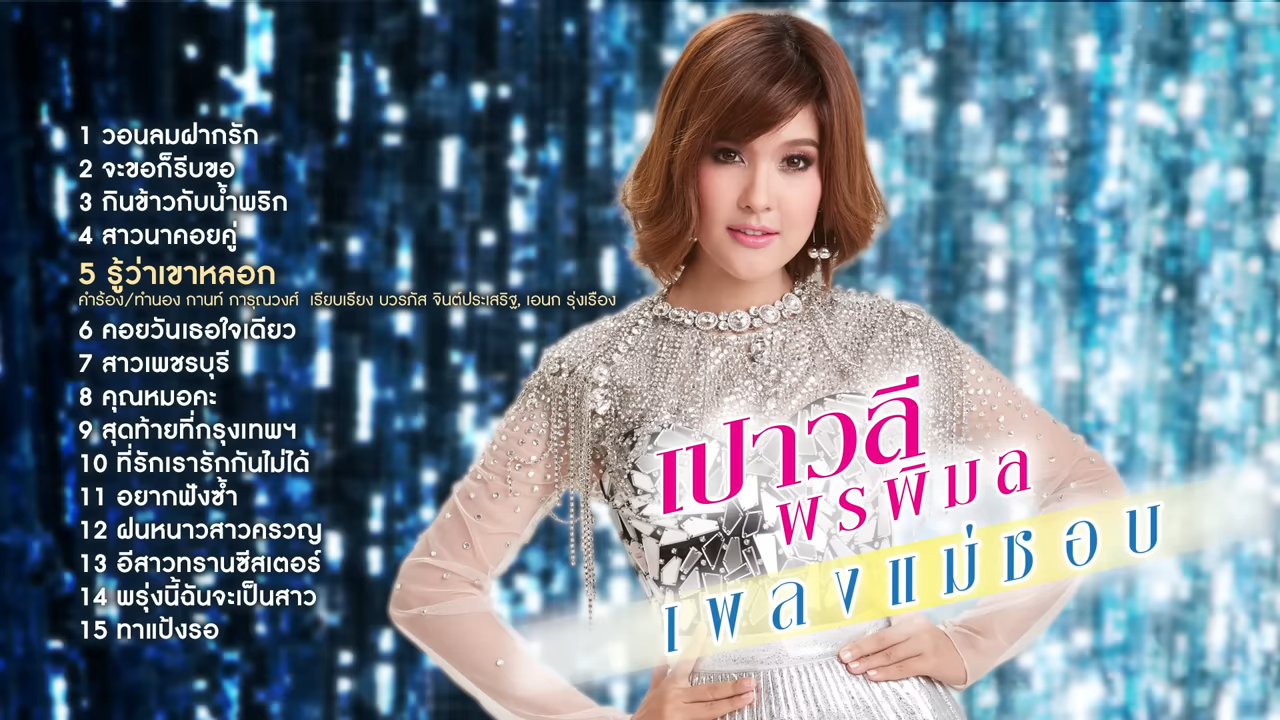 1 วอนลมฝากรัก
2 จะขอก็รีบขอ
3 กินข้าวกับน้ำพริก
4 สาวนาคอยคู่
5 รู้ว่าเขาหลอก
คำร้อง/ทำนอง กานท์ การุณวงศ์ เรียบเรียง บวรภัส จินต์ประเสริฐ, เอนก รุ่งเรือง
6 คอยวันเธอใจเดียว
7 สาวเพชรบุรี
8 คุณหมอคะ
9 สุดท้ายที่กรุงเทพฯ
10 ที่รักเรารักกันไม่ได้
11 อยากฟังซ้ำ
12 ฝนหนาวสาวครวญ
13 อีสาวทรานซิสเตอร์
14 พรุ่งนี้ฉันจะเป็นสาว
15 ทาแป้งรอ
เปาวลี
พรพิมล
เพลงแม่ชอบ